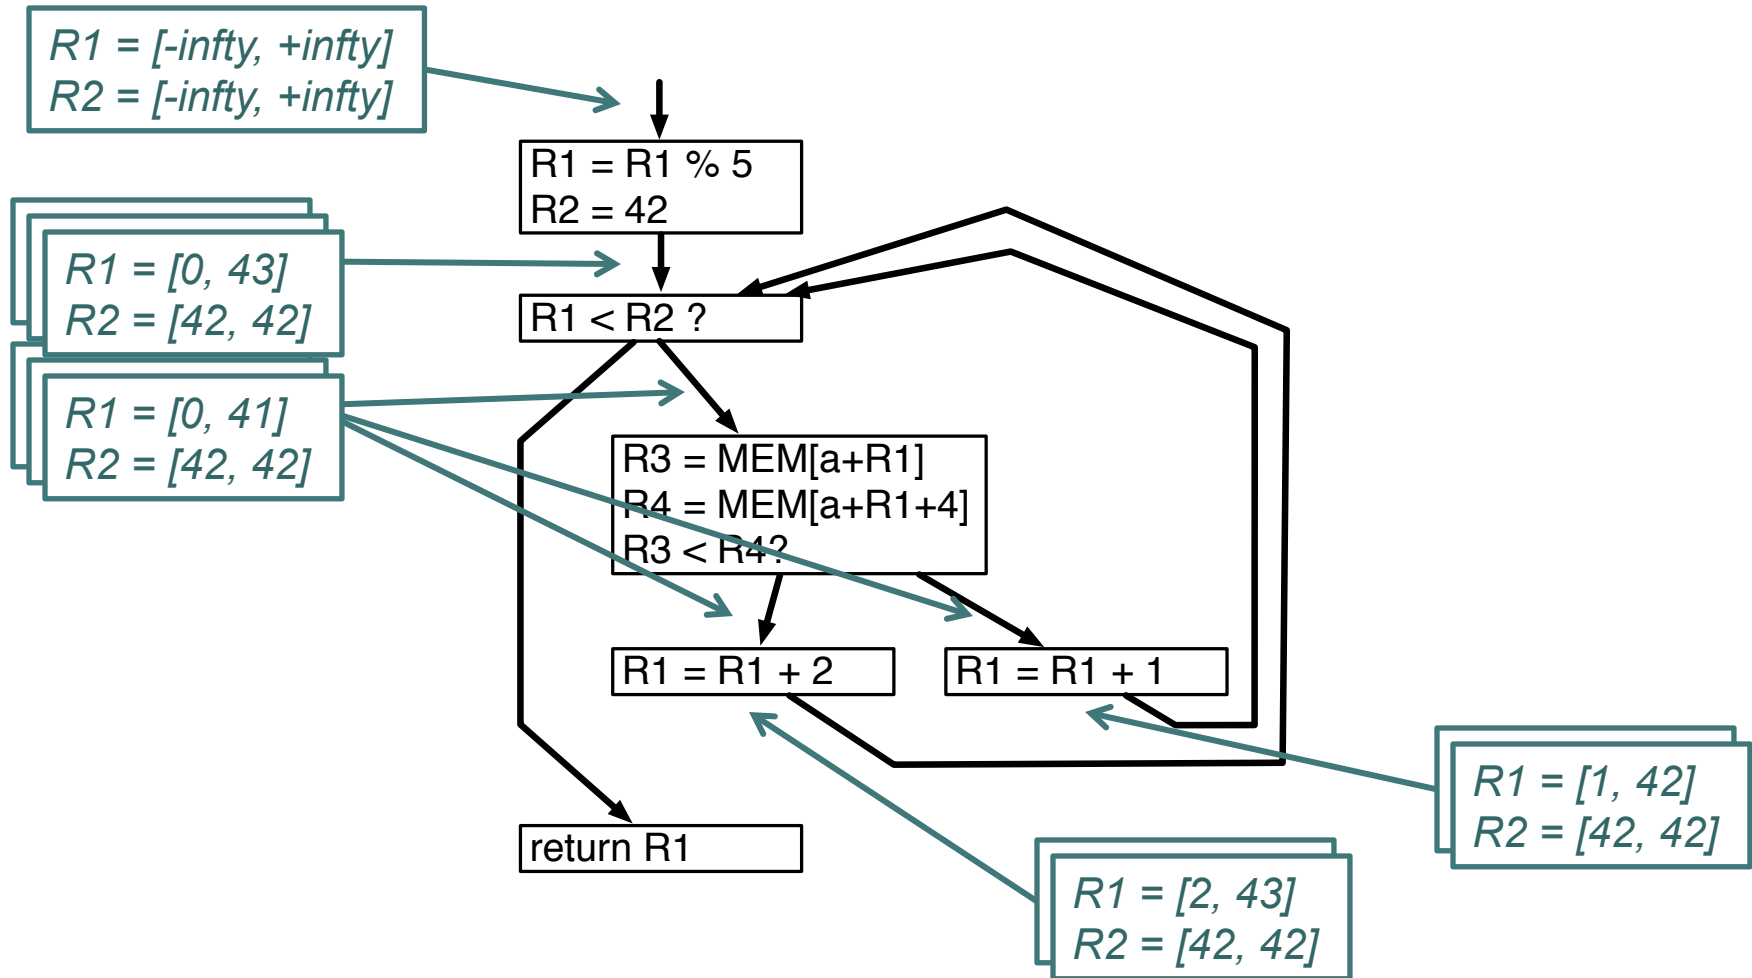 R1 = [-infty, +infty]
R2 = [-infty, +infty]
R1 = R1 % 5
R2 = 42
R1 = [0, 43]
R2 = [42, 42]
R1 < R2 ?
R1 = [0, 41]
R2 = [42, 42]
R3 = MEM[a+R1]
R4 = MEM[a+R1+4]
R3 < R4?
R1 = R1 + 2
R1 = R1 + 1
R1 = [1, 42]
R2 = [42, 42]
return R1
R1 = [2, 43]
R2 = [42, 42]